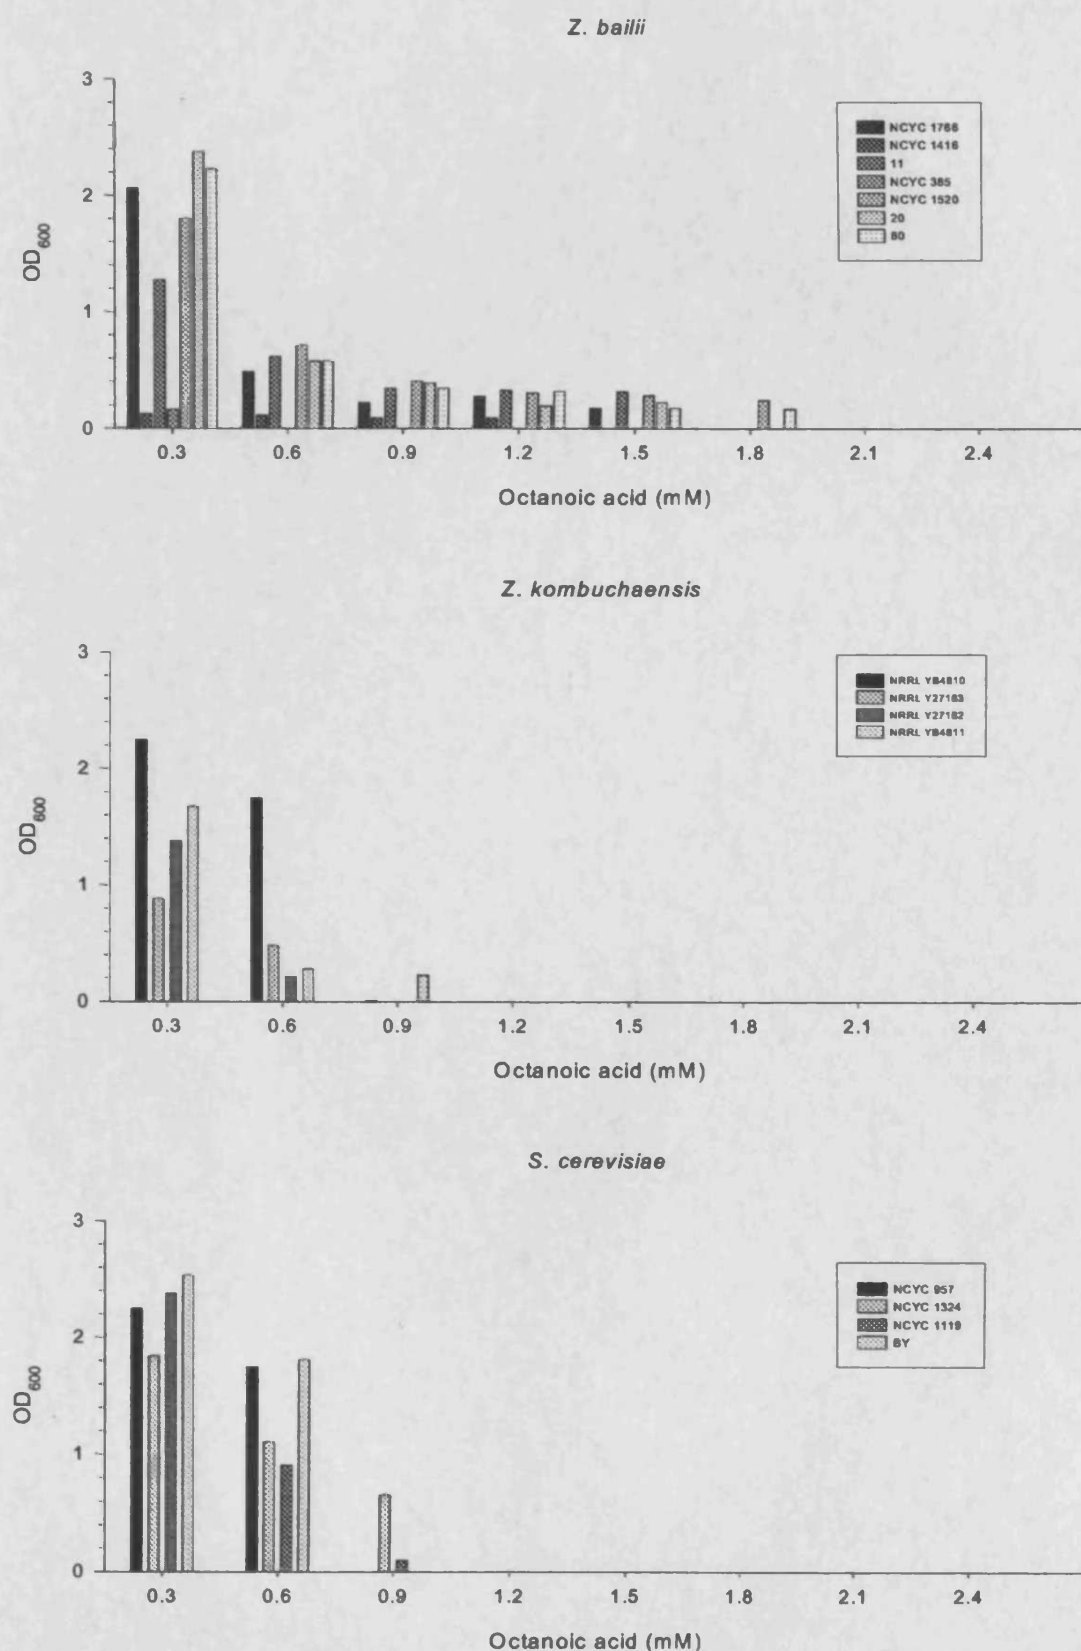 Z. bailii
3
2
1
0
OD600
NCYC 1766
NCYC 1416
11
NCYC 385
NCYC 1520
20
80
0.3 0.6 0.9 1.2 1.5 1.8 2.1 2.4
Octanoic acid (mM)
Z. kombuchaensis
3
2
1
0
OD600
NRRL YB4810
NRRL Y27163
NRRL Y27162
NRRL YB4811
0.3 0.6 0.9 1.2 1.5 1.8 2.1 2.4
Octanoic acid (mM)
S. cerevisiae
3
2
1
0
OD600
NCYC 957
NCYC 1324
NCYC 1119
BY
0.3 0.6 0.9 1.2 1.5 1.8 2.1 2.4
Octanoic acid (mM)